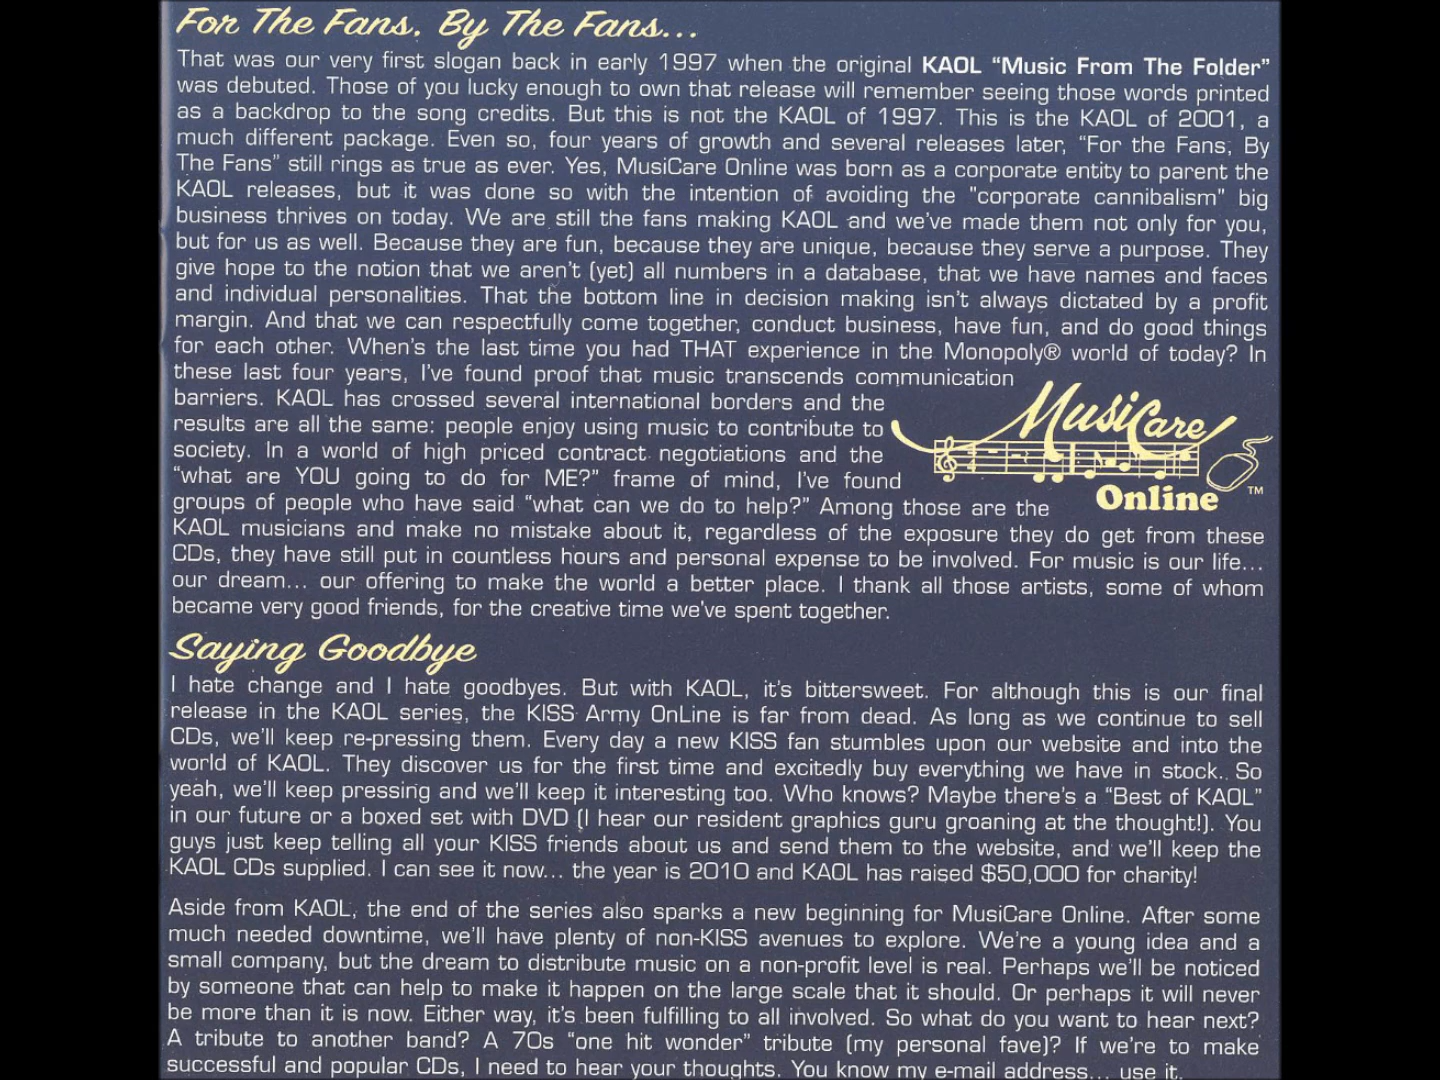 For The Fans. By The Fans...
That was our very first slogan back in early 1997 when the original KAOL “Music From The Folder”
was debuted. Those of you lucky enough to own that release will remember seeing those words printed
as a backdrop to the song credits. But this is not the KAOL of 1997. This is the KAOL of 2001, a
much different package. Even so, four years of growth and several releases later, “For the Fans, By
The Fans” still rings as true as ever. Yes, MusiCare Online was born as a corporate entity to parent the
KAOL releases, but it was done so with the intention of avoiding the "corporate cannibalism" big
business thrives on today. We are still the fans making KAOL and we’ve made them not only for you,
but for us as well. Because they are fun, because they are unique, because they serve a purpose. They
give hope to the notion that we aren’t (yet) all numbers in a database, that we have names and faces
and individual personalities. That the bottom line in decision making isn’t always dictated by a profit
margin. And that we can respectfully come together, conduct business, have fun, and do good things
for each other. When’s the last time you had THAT experience in the Monopoly® world of today? In
these last four years, I’ve found proof that music transcends communication
barriers. KAOL has crossed several international borders and the
results are all the same: people enjoy using music to contribute to
society. In a world of high priced contract negotiations and the
“what are YOU going to do for ME?” frame of mind, I’ve found
groups of people who have said “what can we do to help?” Among those are the
MusiCare
Online™
KAOL musicians and make no mistake about it, regardless of the exposure they do get from these
CDs, they have still put in countless hours and personal expense to be involved. For music is our life...
our dream... our offering to make the world a better place. I thank all those artists, some of whom
became very good friends, for the creative time we’ve spent together.
Saying Goodbye
I hate change and I hate goodbyes. But with KAOL, it’s bittersweet. For although this is our final
release in the KAOL series, the KISS Army OnLine is far from dead. As long as we continue to sell
CDs, we’ll keep re-pressing them. Every day a new KISS fan stumbles upon our website and into the
world of KAOL. They discover us for the first time and excitedly buy everything we have in stock. So
yeah, we’ll keep pressing and we’ll keep it interesting too. Who knows? Maybe there’s a “Best of KAOL”
in our future or a boxed set with DVD (I hear our resident graphics guru groaning at the thought!). You
guys just keep telling all your KISS friends about us and send them to the website, and we’ll keep the
KAOL CDs supplied. I can see it now... the year is 2010 and KAOL has raised $50,000 for charity!
Aside from KAOL, the end of the series also sparks a new beginning for MusiCare Online. After some
much needed downtime, we’ll have plenty of non-KISS avenues to explore. We’re a young idea and a
small company, but the dream to distribute music on a non-profit level is real. Perhaps we’ll be noticed
by someone that can help to make it happen on the large scale that it should. Or perhaps it will never
be more than it is now. Either way, it’s been fulfilling to all involved. So what do you want to hear next?
A tribute to another band? A 70s “one hit wonder” tribute (my personal fave)? If we’re to make
successful and popular CDs, I need to hear your thoughts. You know my e-mail address... use it.